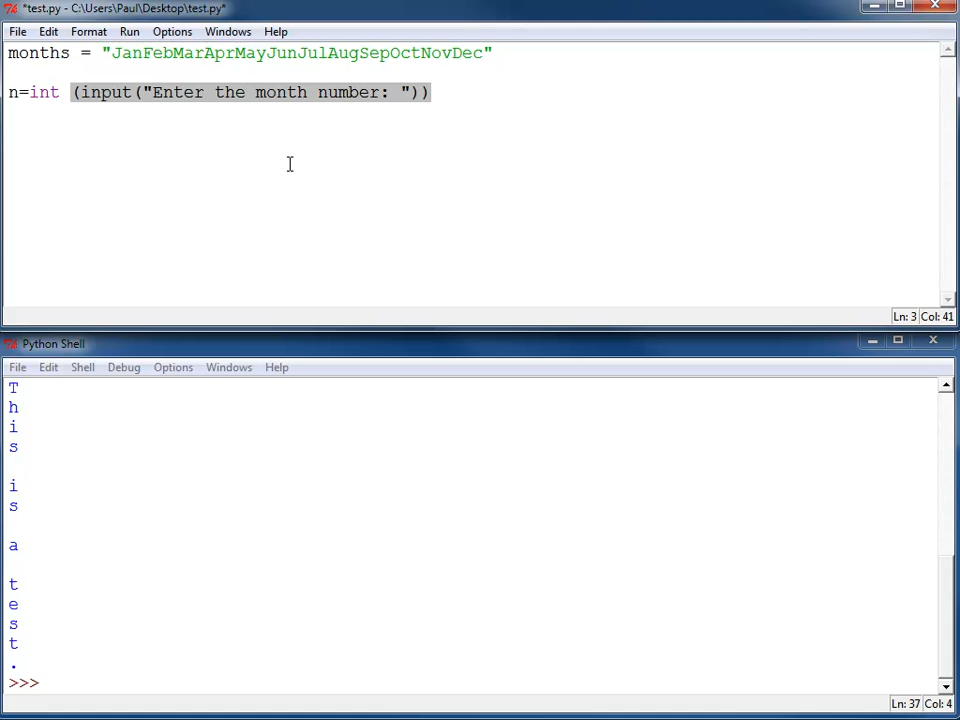 *test.py - C:\Users\Paul\Desktop\test.py*
File Edit Format Run Options Windows Help
months = "JanFebMarAprMayJunJulAugSepOctNovDec"
n=int (input("Enter the month number: "))
Ln: 3 Col: 41
Python Shell
File Edit Shell Debug Options Windows Help
T
h
i
s
i
s
a
t
e
s
t
.
>>>
Ln: 37 Col: 4